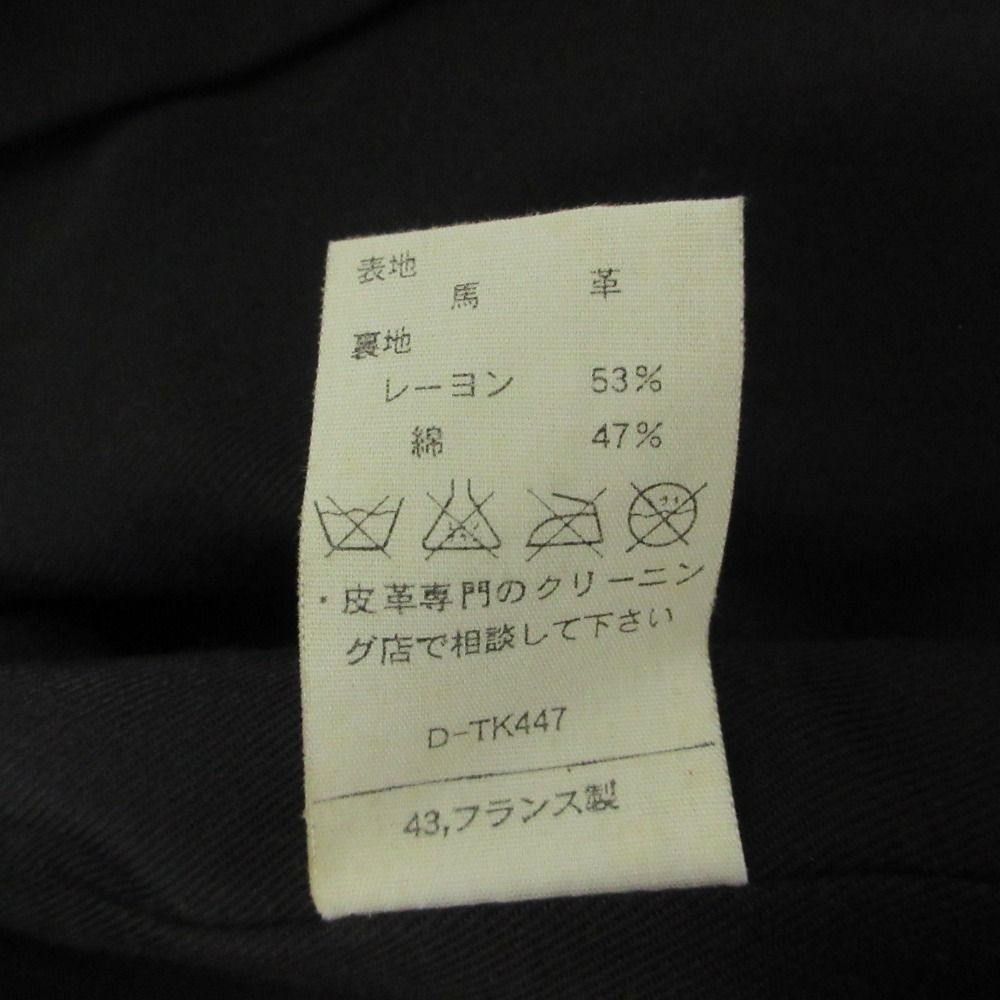 表地
馬 革
裏地
レーヨン 53%
綿 47%
・皮革専門のクリーニン
グ店で相談して下さい
D-TK447
43,フランス製